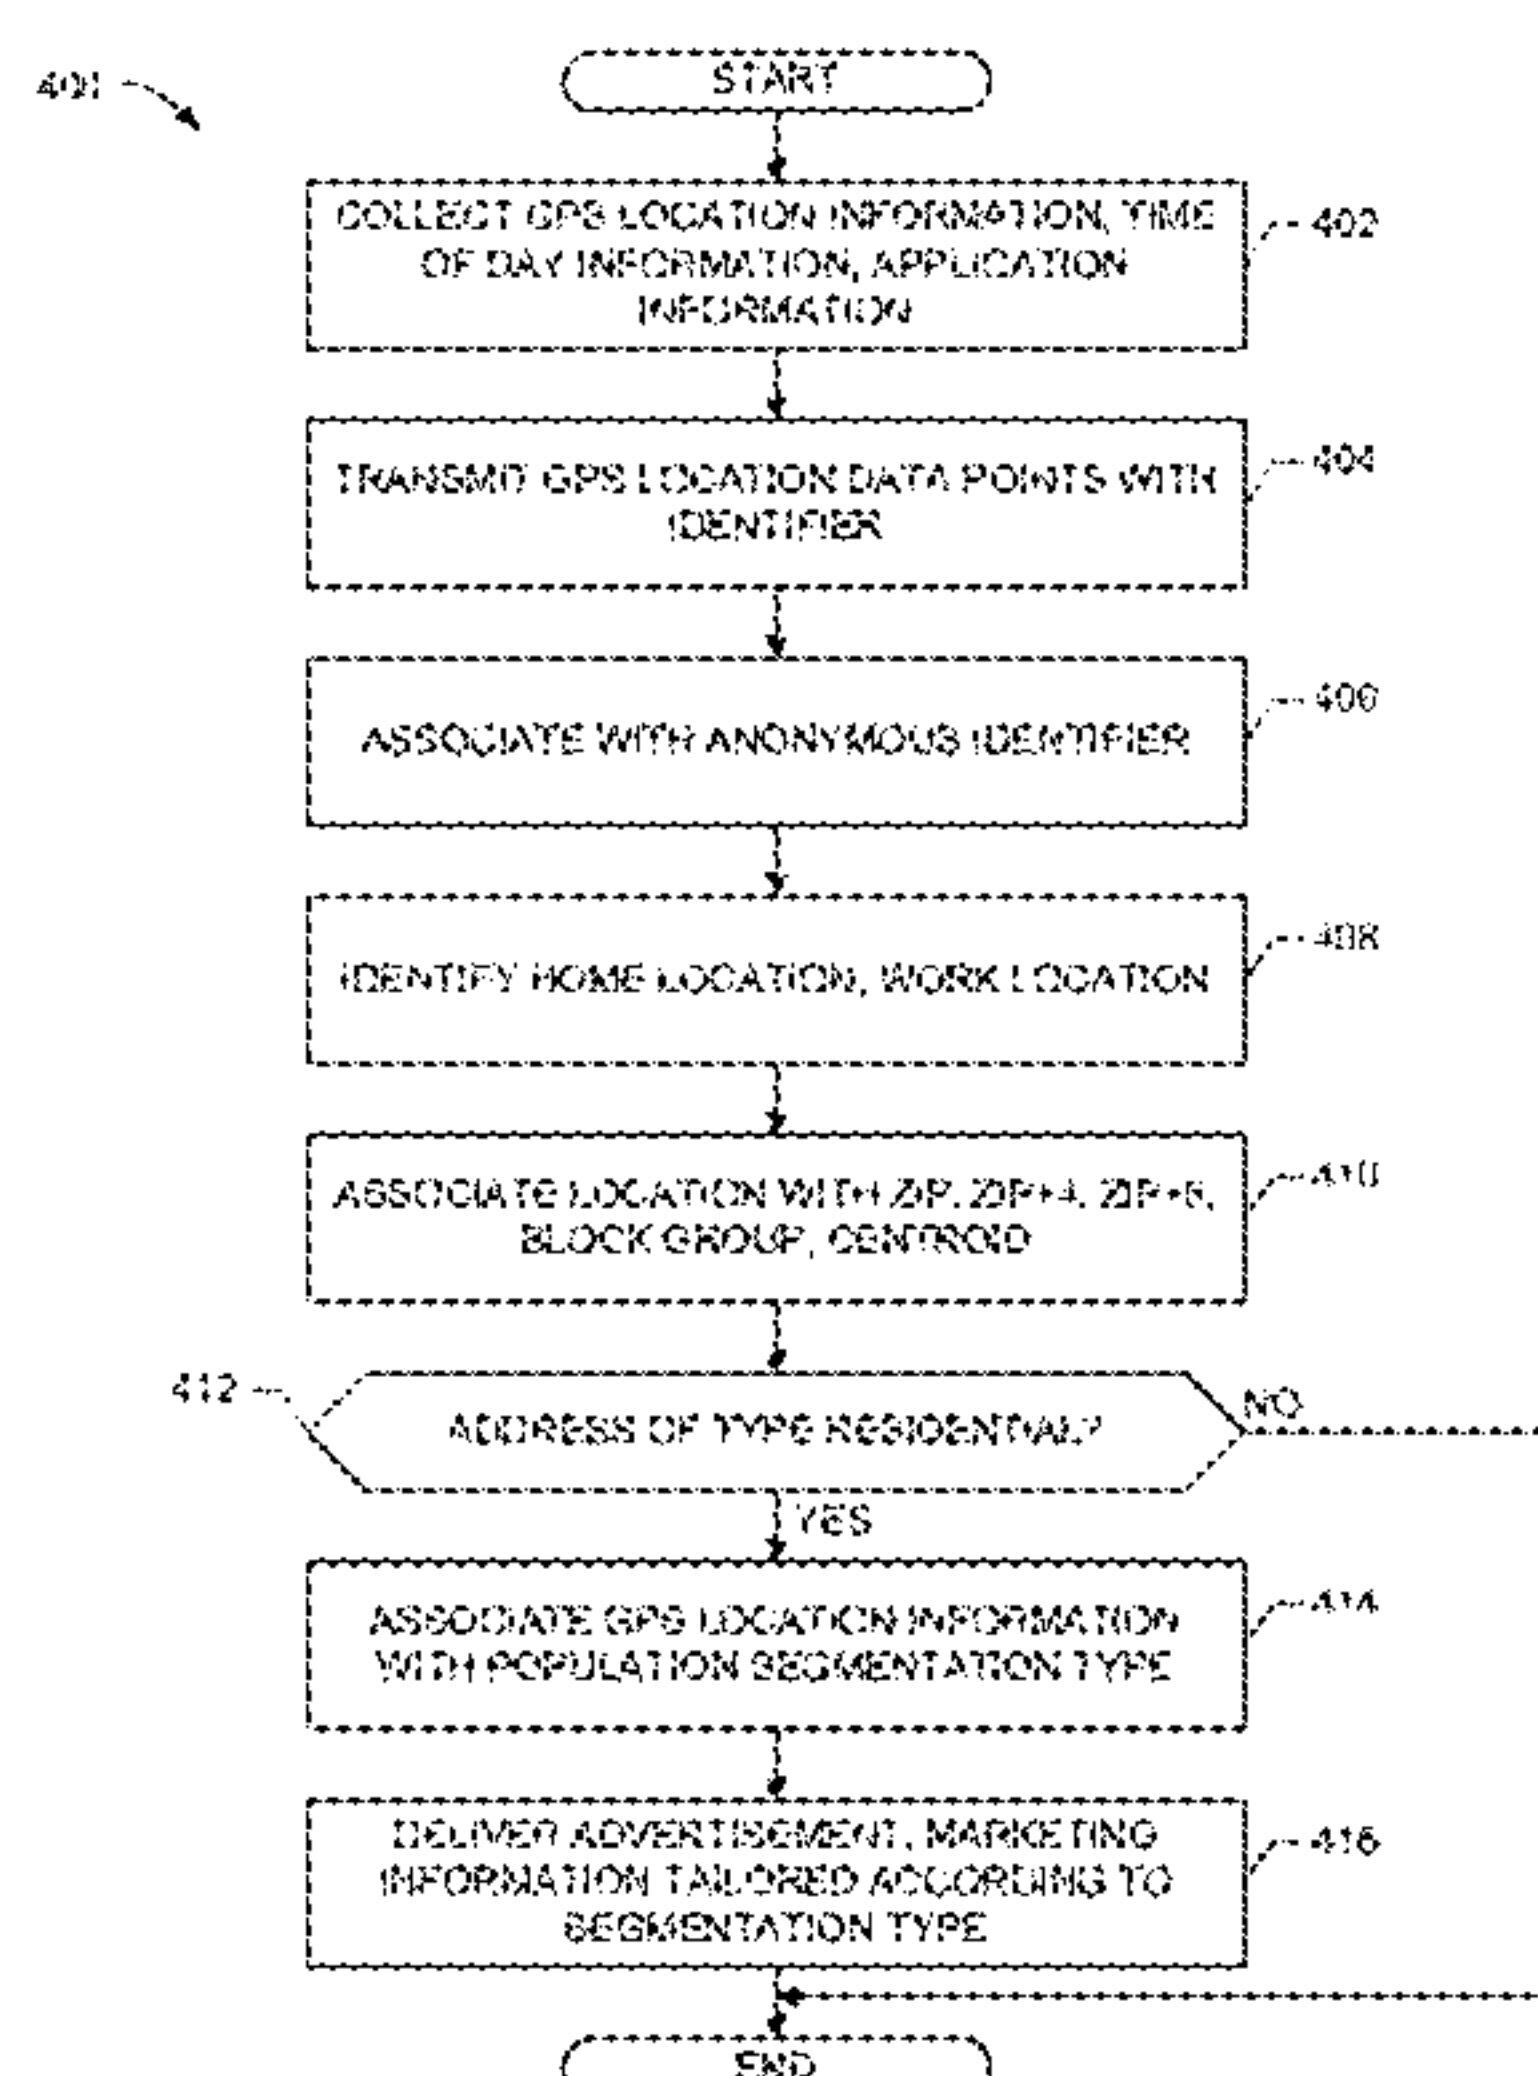 401
START
COLLECT GPS LOCATION INFORMATION, TIME
OF DAY INFORMATION, APPLICATION
INFORMATION
402
TRANSMIT GPS LOCATION DATA POINTS WITH
IDENTIFIER
404
ASSOCIATE WITH ANONYMOUS IDENTIFIER
406
IDENTIFY HOME LOCATION, WORK LOCATION
408
ASSOCIATE LOCATION WITH ZIP, ZIP+4, ZIP+6,
BLOCK GROUP, CENTROID
410
412
ADDRESS OF TYPE RESIDENTIAL?
NO
YES
ASSOCIATE GPS LOCATION INFORMATION
WITH POPULATION SEGMENTATION TYPE
414
DELIVER ADVERTISEMENT, MARKETING
INFORMATION TAILORED ACCORDING TO
SEGMENTATION TYPE
416
END